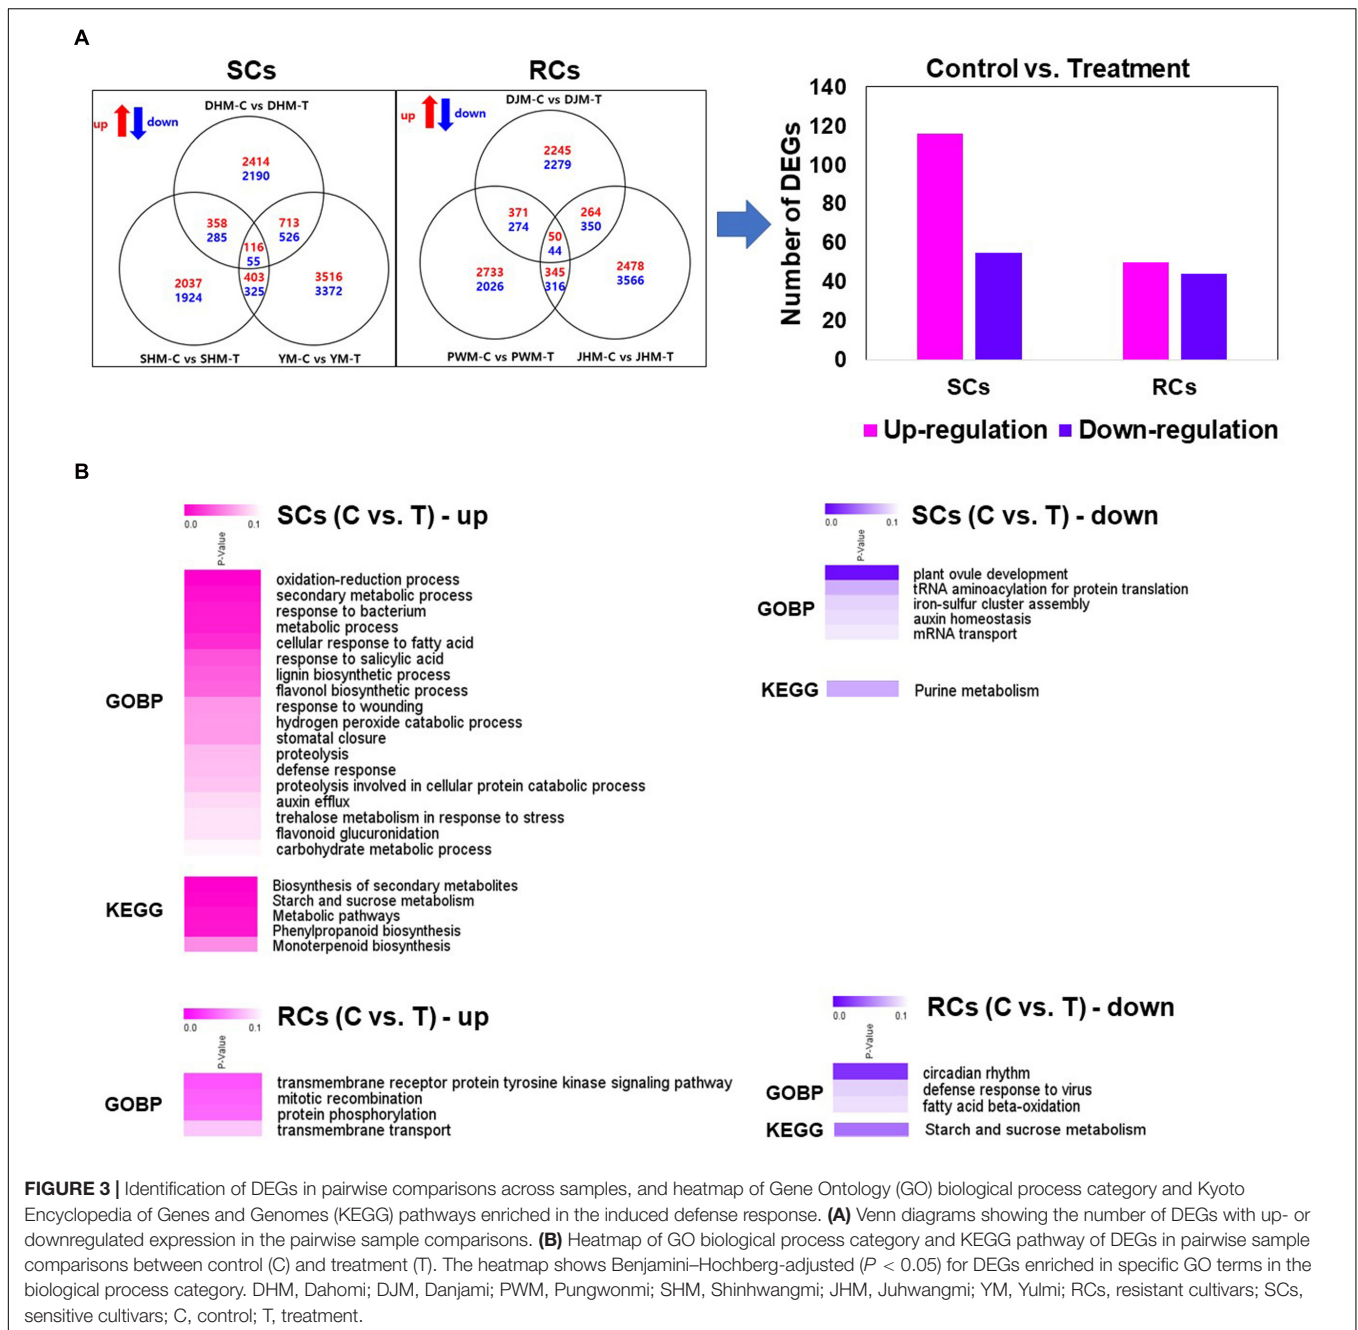 A
SCs
RCs
up
down
DHM-C vs DHM-T
2414
2190
358
285
713
526
116
55
2037
1924
403
325
3516
3372
SHM-C vs SHM-T
YM-C vs YM-T
up
down
DJM-C vs DJM-T
2245
2279
371
274
264
350
50
44
2733
2026
345
316
2478
3566
PWM-C vs PWM-T
JHM-C vs JHM-T
Control vs. Treatment
Number of DEGs
140
120
100
80
60
40
20
0
SCs
RCs
Up-regulation
Down-regulation
B
0.0 0.1
P-Value
SCs (C vs. T) - up
GOBP
oxidation-reduction process
secondary metabolic process
response to bacterium
metabolic process
cellular response to fatty acid
response to salicylic acid
lignin biosynthetic process
flavonol biosynthetic process
response to wounding
hydrogen peroxide catabolic process
stomatal closure
proteolysis
defense response
proteolysis involved in cellular protein catabolic process
auxin efflux
trehalose metabolism in response to stress
flavonoid glucuronidation
carbohydrate metabolic process
KEGG
Biosynthesis of secondary metabolites
Starch and sucrose metabolism
Metabolic pathways
Phenylpropanoid biosynthesis
Monoterpenoid biosynthesis
0.0 0.1
P-Value
SCs (C vs. T) - down
GOBP
plant ovule development
tRNA aminoacylation for protein translation
iron-sulfur cluster assembly
auxin homeostasis
mRNA transport
KEGG
Purine metabolism
0.0 0.1
P-Value
RCs (C vs. T) - up
GOBP
transmembrane receptor protein tyrosine kinase signaling pathway
mitotic recombination
protein phosphorylation
transmembrane transport
0.0 0.1
P-Value
RCs (C vs. T) - down
GOBP
circadian rhythm
defense response to virus
fatty acid beta-oxidation
KEGG
Starch and sucrose metabolism
FIGURE 3 | Identification of DEGs in pairwise comparisons across samples, and heatmap of Gene Ontology (GO) biological process category and Kyoto
Encyclopedia of Genes and Genomes (KEGG) pathways enriched in the induced defense response. (A) Venn diagrams showing the number of DEGs with up- or
downregulated expression in the pairwise sample comparisons. (B) Heatmap of GO biological process category and KEGG pathway of DEGs in pairwise sample
comparisons between control (C) and treatment (T). The heatmap shows Benjamini–Hochberg-adjusted (P < 0.05) for DEGs enriched in specific GO terms in the
biological process category. DHM, Dahomi; DJM, Danjami; PWM, Pungwonmi; SHM, Shinhwangmi; JHM, Juhwangmi; YM, Yulmi; RCs, resistant cultivars; SCs,
sensitive cultivars; C, control; T, treatment.